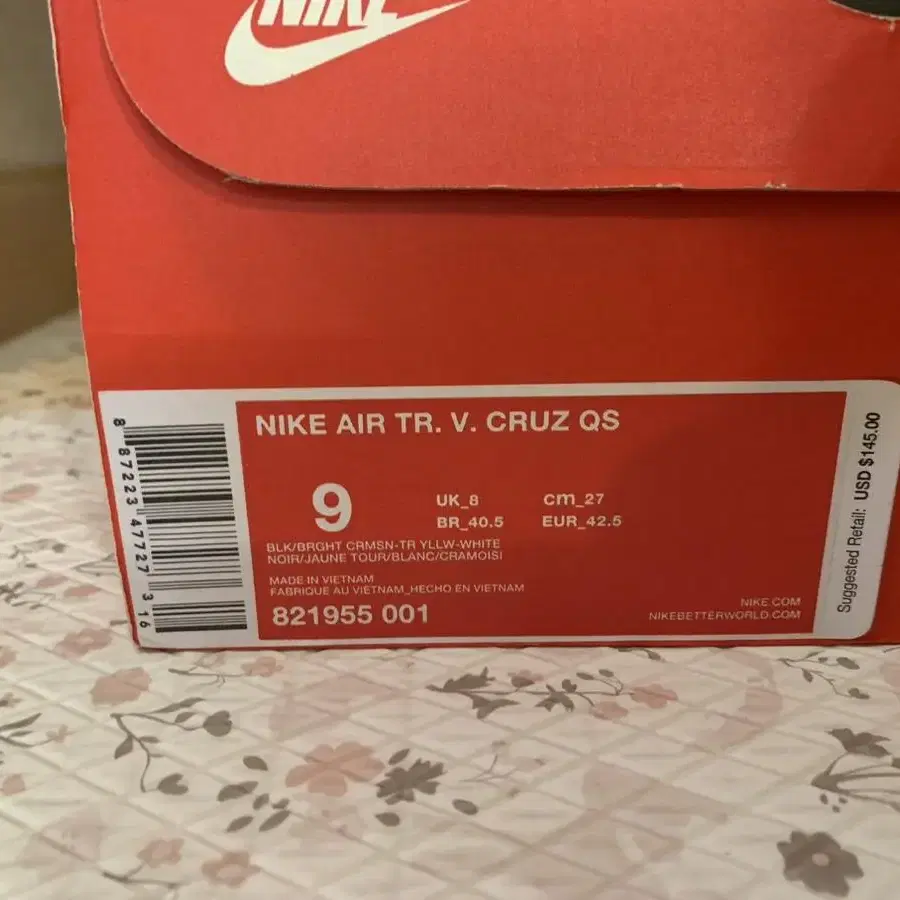 NIKE
NIKE AIR TR. V. CRUZ QS
9
UK_8
cm_27
BR_40.5
EUR_42.5
BLK/BRGHT CRMSN-TR YLLW-WHITE
NOIR/JAUNE TOUR/BLANC/CRAMOISI
MADE IN VIETNAM
FABRIQUE AU VIETNAM_HECHO EN VIETNAM
821955 001
NIKE.COM
NIKEBETTERWORLD.COM
8 87223 47727 316
Suggested Retail: USD $145.00